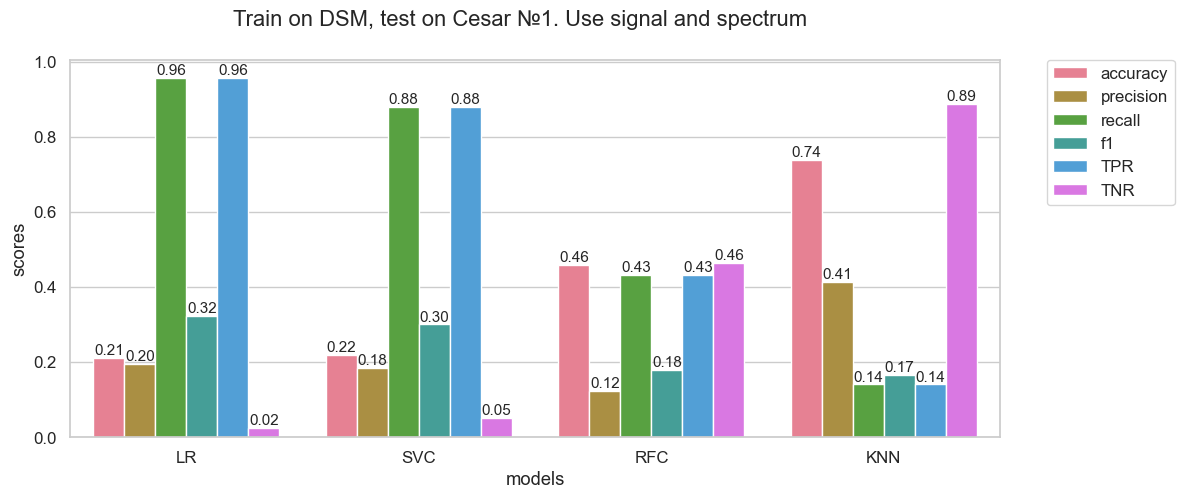 Train on DSM, test on Cesar №1. Use signal and spectrum
scores
1.0
0.8
0.6
0.4
0.2
0.0
0.21
0.20
0.96
0.32
0.96
0.02
0.22
0.18
0.88
0.30
0.88
0.05
0.46
0.12
0.43
0.18
0.43
0.46
0.74
0.41
0.14
0.17
0.14
0.89
LR
SVC
RFC
KNN
models
accuracy
precision
recall
f1
TPR
TNR